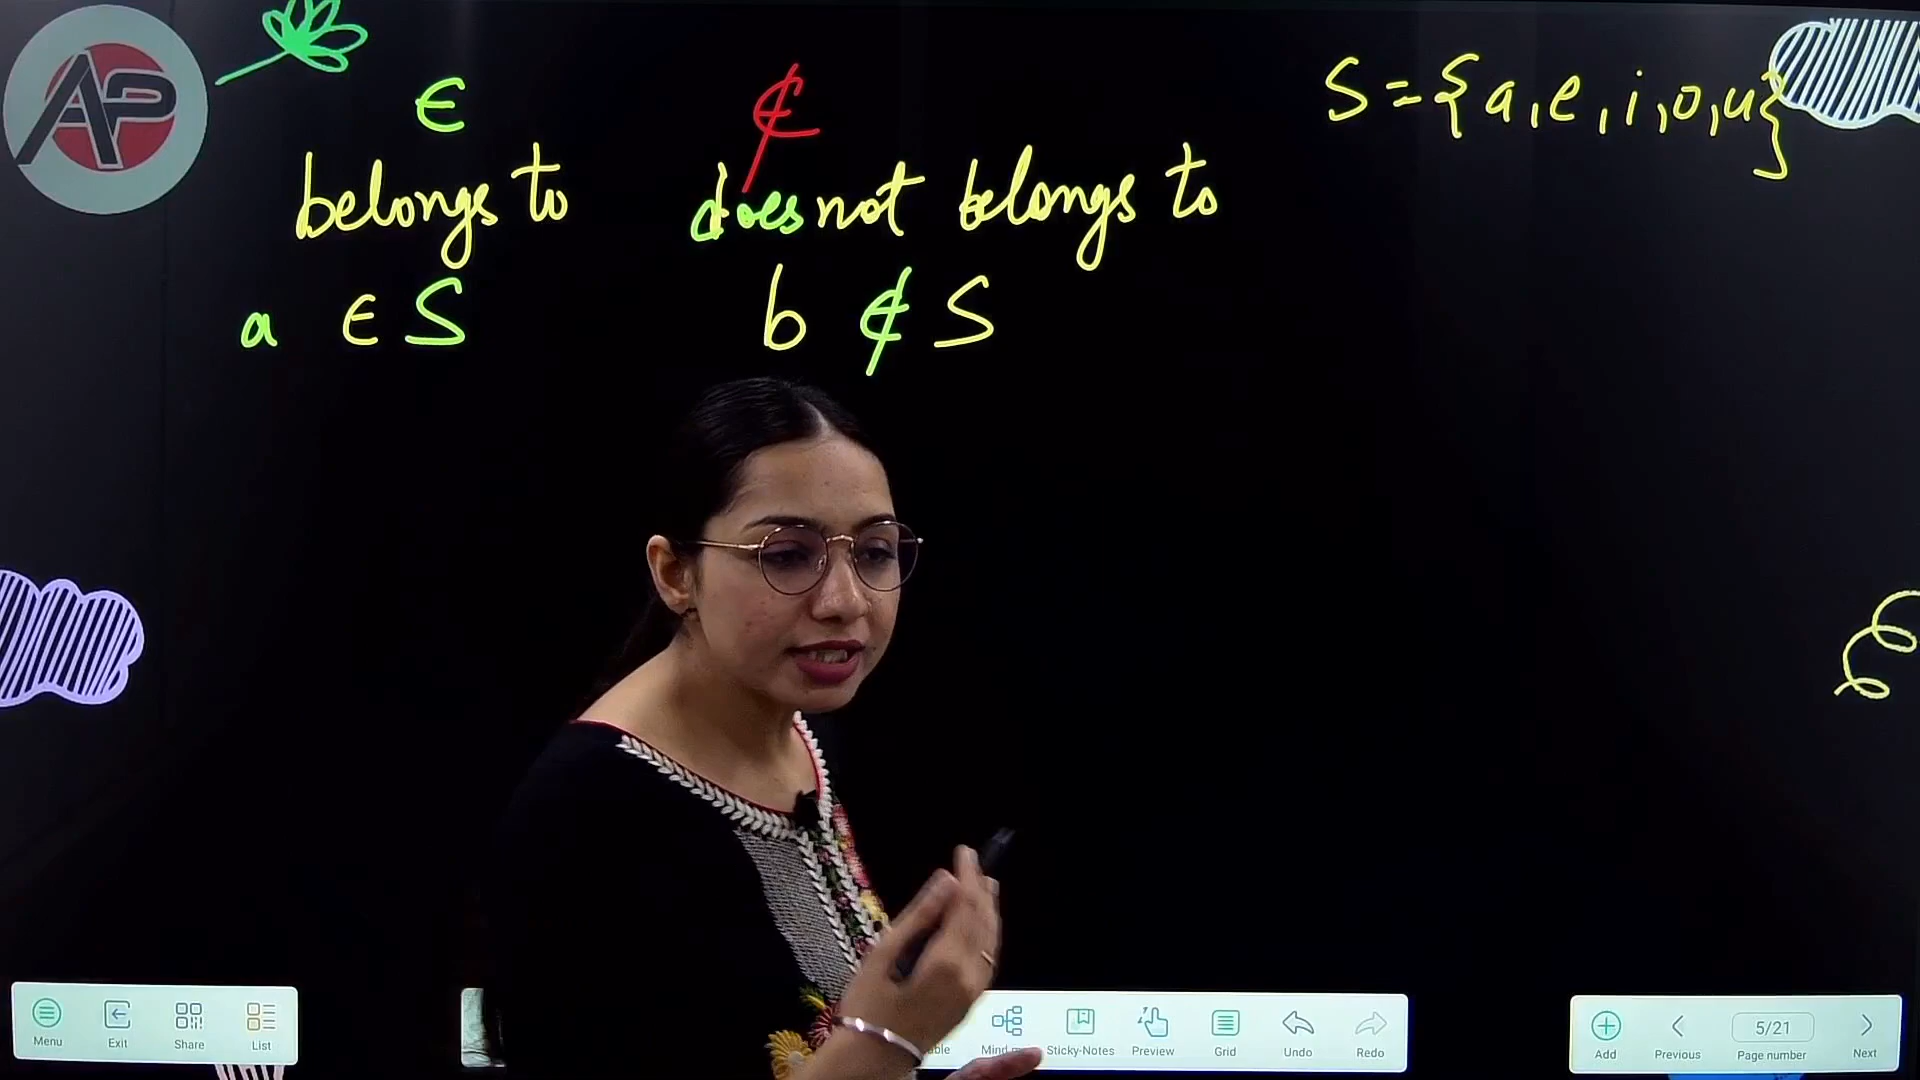 AP
∈ ∉ S = {a, e, i, o, u}
belongs to does not belongs to
a ∈ S b ∉ S
Menu Exit Share List Sticky-Notes Preview Grid Undo Redo Add Previous 5/21 Page number Next